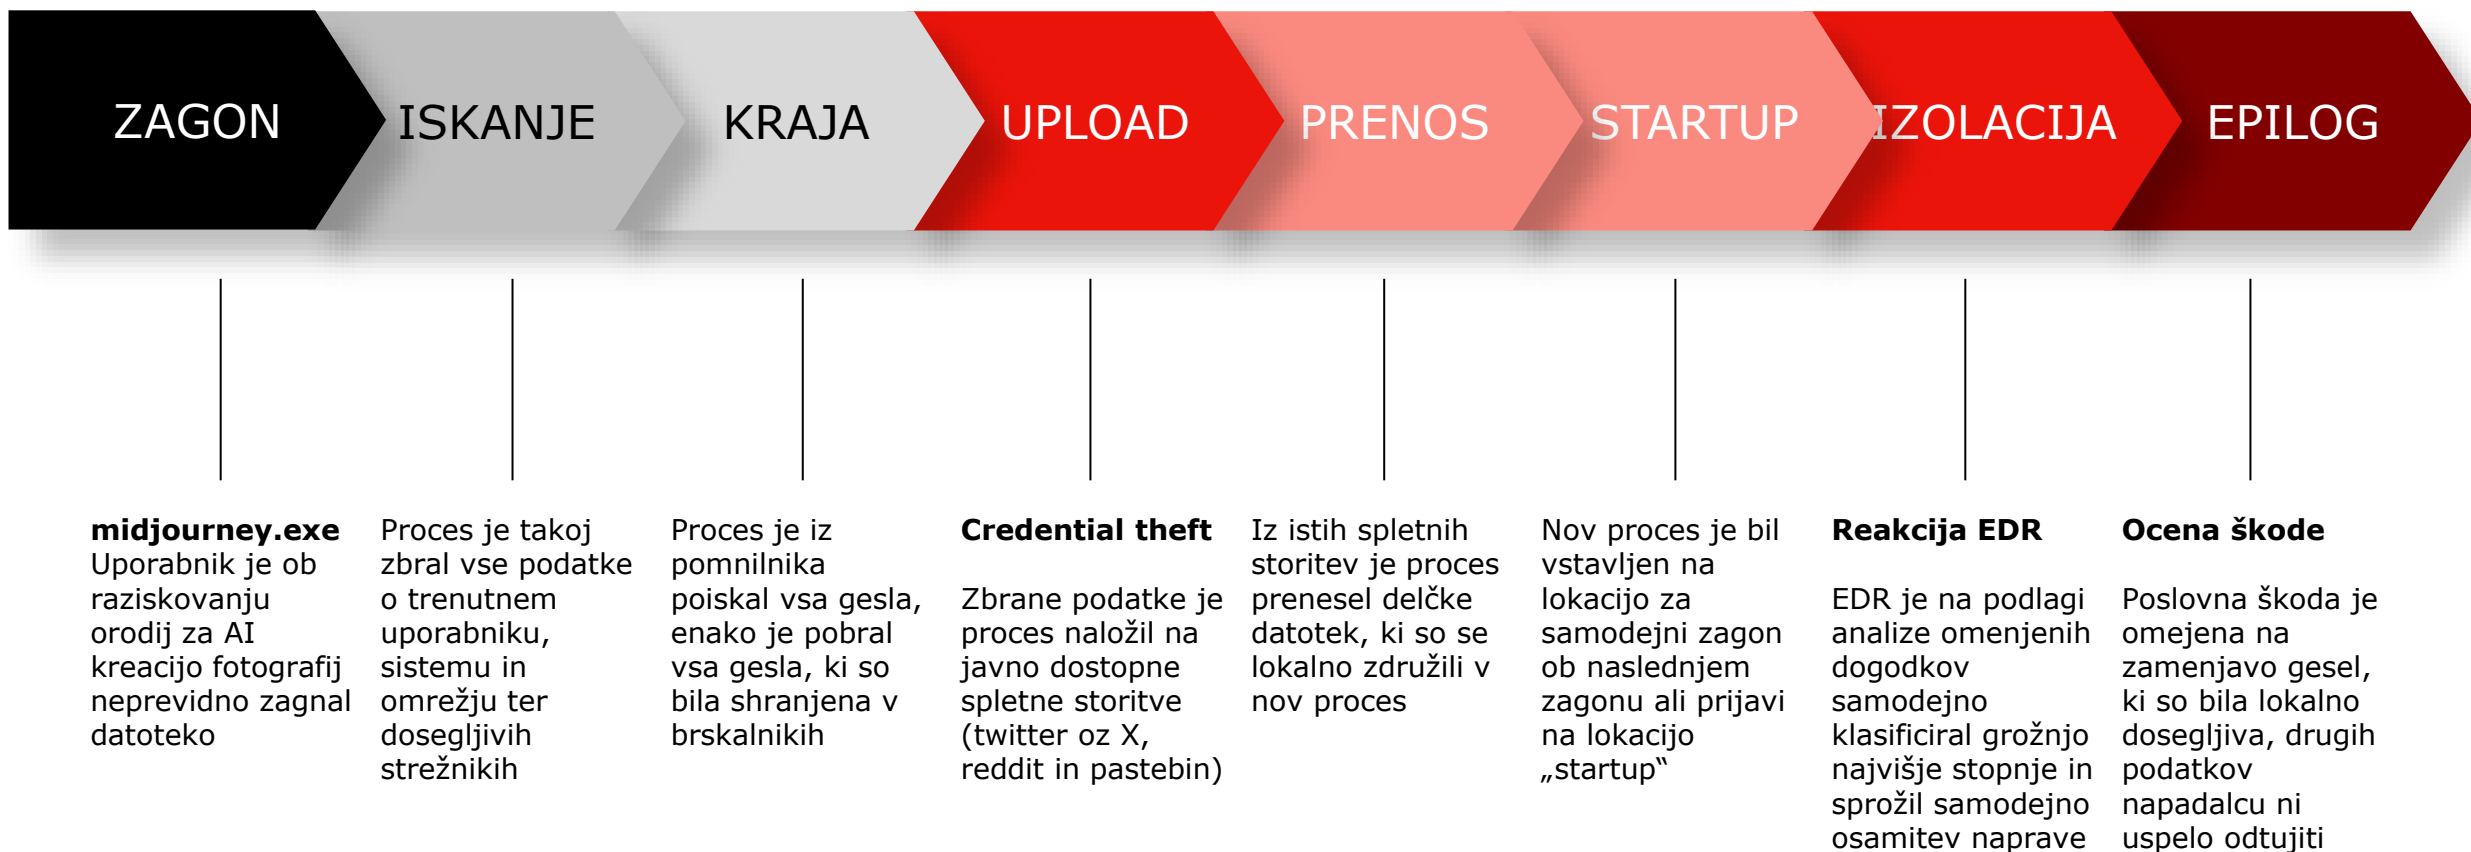 ZAGON
ISKANJE
KRAJA
UPLOAD
PRENOS
STARTUP
IZOLACIJA
EPILOG
midjourney.exe
Uporabnik je ob
raziskovanju
orodij za AI
kreacijo fotografij
neprevidno zagnal
datoteko
Proces je takoj
zbral vse podatke
o trenutnem
uporabniku,
sistemu in
omrežju ter
dosegljivih
strežnikih
Proces je iz
pomnilnika
poiskal vsa gesla,
enako je pobral
vsa gesla, ki so
bila shranjena v
brskalnikih
Credential theft
Zbrane podatke je
proces naložil na
javno dostopne
spletne storitve
(twitter oz X,
reddit in pastebin)
Iz istih spletnih
storitev je proces
prenesel delčke
datotek, ki so se
lokalno združili v
nov proces
Nov proces je bil
vstavljen na
lokacijo za
samodejni zagon
ob naslednjem
zagonu ali prijavi
na lokacijo
„startup“
Reakcija EDR
EDR je na podlagi
analize omenjenih
dogodkov
samodejno
klasificiral grožnjo
najvišje stopnje in
sprožil samodejno
osamitev naprave
Ocena škode
Poslovna škoda je
omejena na
zamenjavo gesel,
ki so bila lokalno
dosegljiva, drugih
podatkov
napadalcu ni
uspelo odtujiti